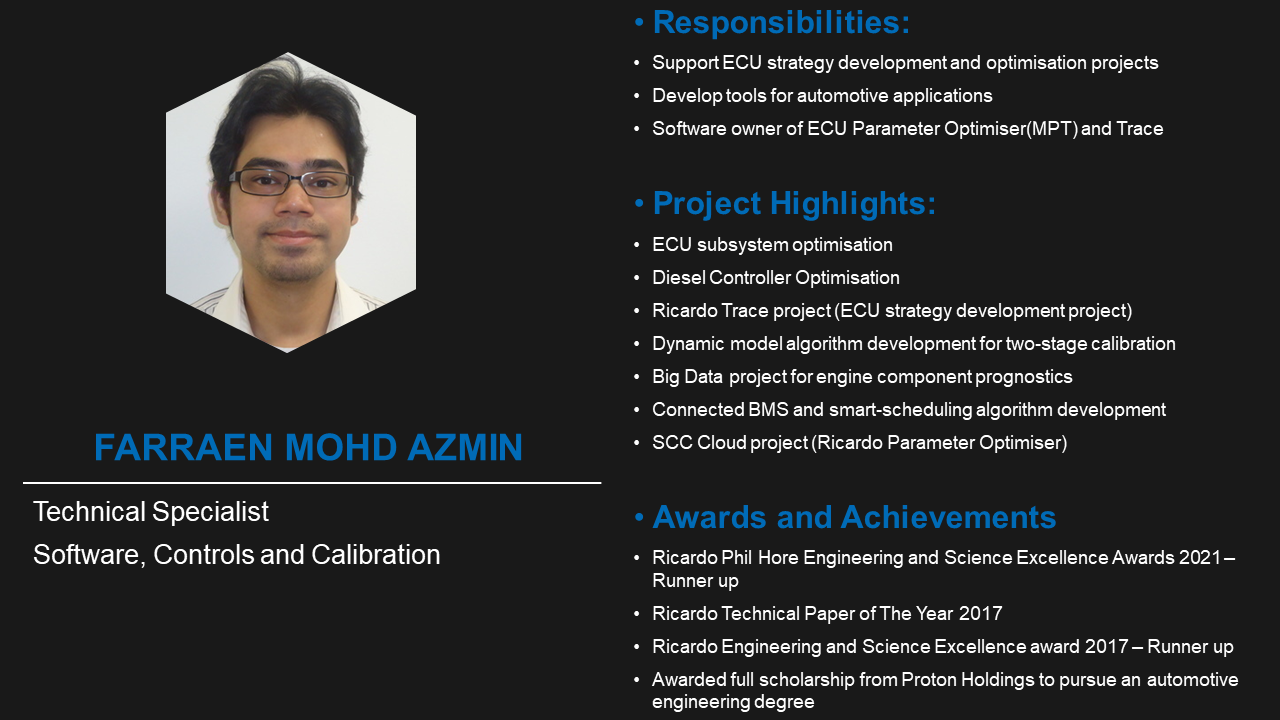 FARRAEN MOHD AZMIN
Technical Specialist
Software, Controls and Calibration
• Responsibilities:
• Support ECU strategy development and optimisation projects
• Develop tools for automotive applications
• Software owner of ECU Parameter Optimiser(MPT) and Trace
• Project Highlights:
• ECU subsystem optimisation
• Diesel Controller Optimisation
• Ricardo Trace project (ECU strategy development project)
• Dynamic model algorithm development for two-stage calibration
• Big Data project for engine component prognostics
• Connected BMS and smart-scheduling algorithm development
• SCC Cloud project (Ricardo Parameter Optimiser)
• Awards and Achievements
• Ricardo Phil Hore Engineering and Science Excellence Awards 2021 –
Runner up
• Ricardo Technical Paper of The Year 2017
• Ricardo Engineering and Science Excellence award 2017 – Runner up
• Awarded full scholarship from Proton Holdings to pursue an automotive
engineering degree